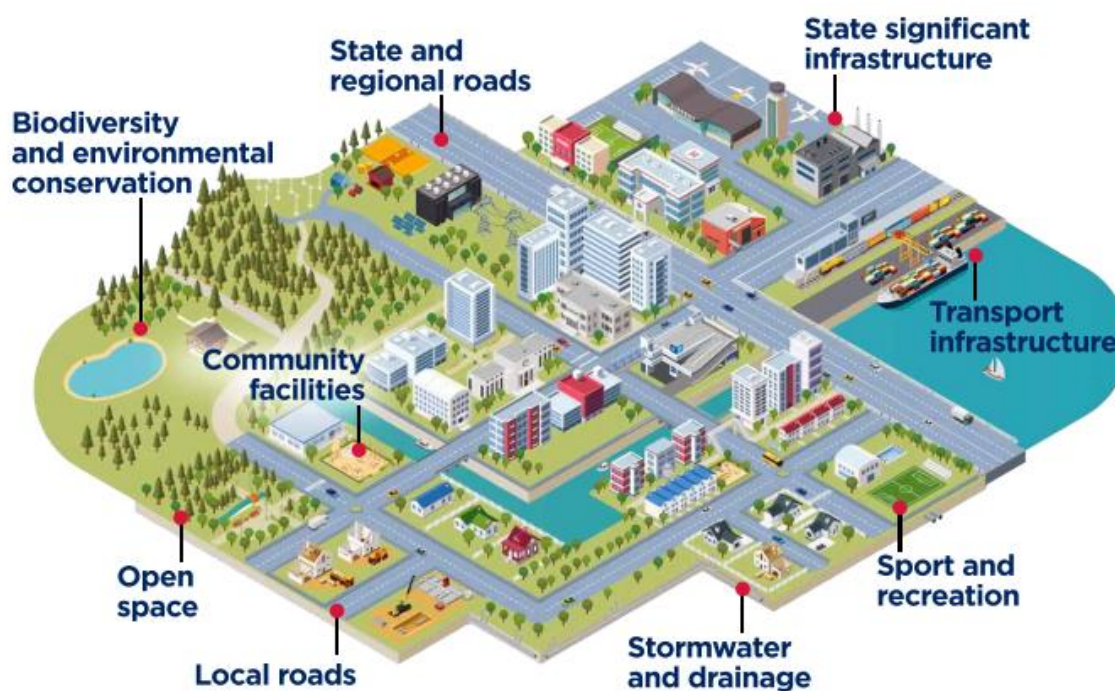 State and
regional roads
State significant
infrastructure
Biodiversity
and environmental
conservation
Transport
infrastructure
Community
facilities
Open
space
Sport and
recreation
Local roads
Stormwater
and drainage